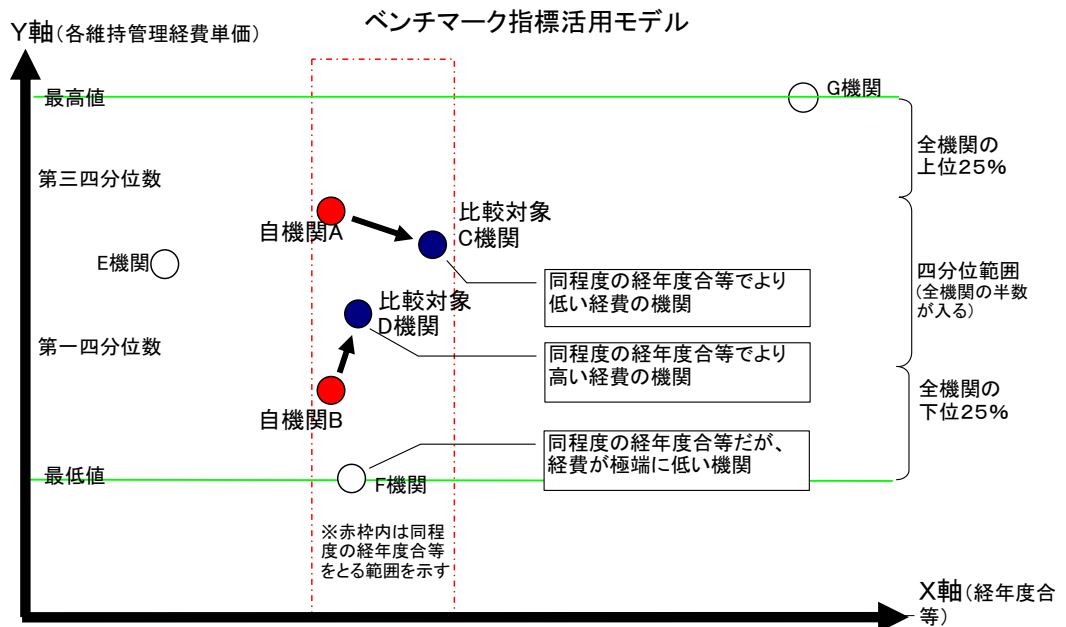 ベンチマーク指標活用モデル
Y軸(各維持管理経費単価)
最高値
G機関
全機関の
上位25%
第三四分位数
自機関A
比較対象
C機関
E機関
同程度の経年度合等でより
低い経費の機関
四分位範囲
(全機関の半数
が入る)
比較対象
D機関
第一四分位数
同程度の経年度合等でより
高い経費の機関
全機関の
下位25%
自機関B
同程度の経年度合等だが、
経費が極端に低い機関
最低値
F機関
※赤枠内は同程
度の経年度合等
をとる範囲を示す
X軸(経年度合
等)